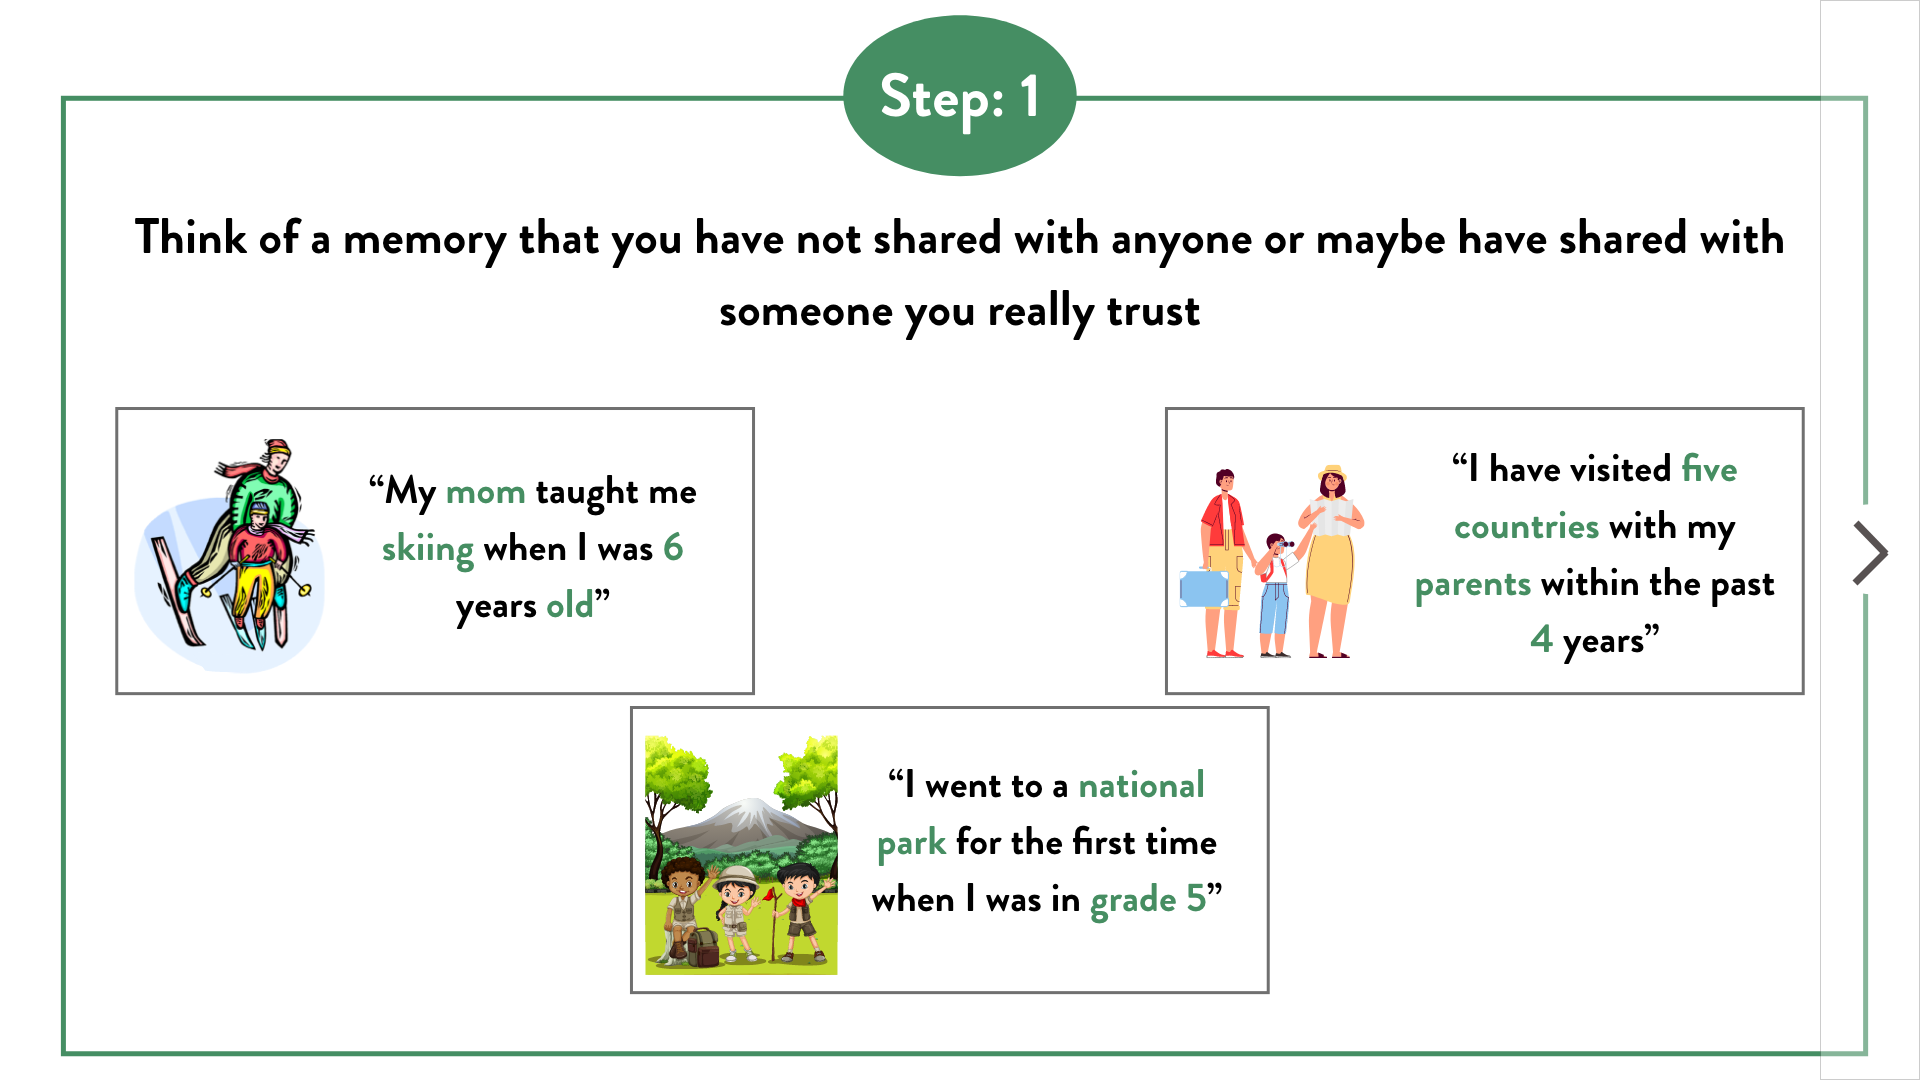 Step: 1
Think of a memory that you have not shared with anyone or maybe have shared with
someone you really trust
“My mom taught me
skiing when I was 6
years old”
“I have visited five
countries with my
parents within the past
4 years”
“I went to a national
park for the first time
when I was in grade 5”